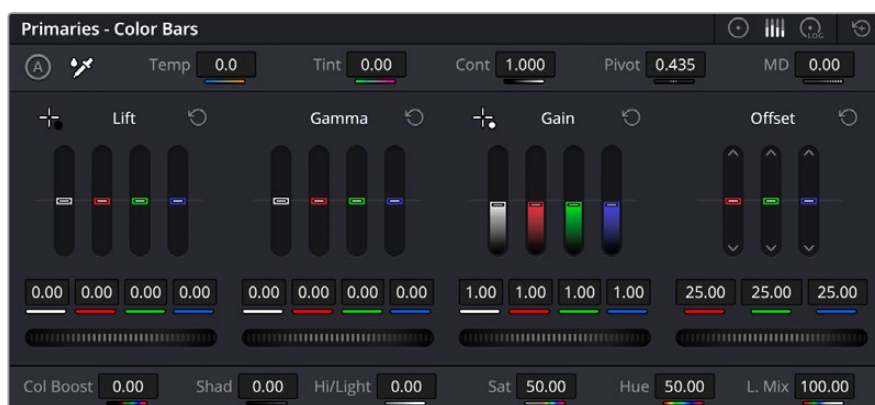 Primaries - Color Bars LOG
A Temp 0.0 Tint 0.00 Cont 1.000 Pivot 0.435 MD 0.00
Lift Gamma Gain Offset
0.00 0.00 0.00 0.00 0.00 0.00 0.00 0.00 1.00 1.00 1.00 1.00 25.00 25.00 25.00
Col Boost 0.00 Shad 0.00 Hi/Light 0.00 Sat 50.00 Hue 50.00 L. Mix 100.00